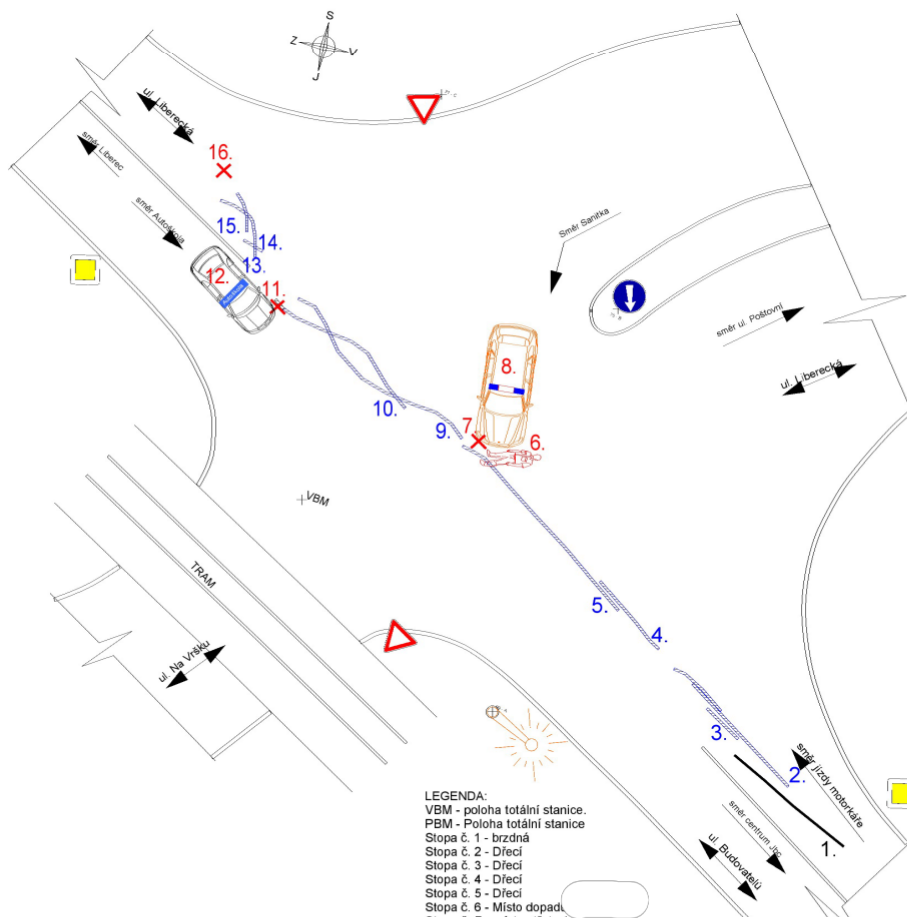 S
Z
V
J
ul. Liberecká
směr Liberec
směr Autoškola
16.
15.
14.
13.
12.
11.
Směr Sanitka
směr ul. Poštovní
ul. Liberecká
8.
10.
9.
7.
6.
VBM
TRAM
ul. Na Vršku
5.
4.
3.
2.
1.
směr jízdy motorkáře
směr centrum Jbc
ul. Budovatelů
LEGENDA:
VBM - poloha totální stanice.
PBM - Poloha totální stanice
Stopa č. 1 - brzdná
Stopa č. 2 - Dřecí
Stopa č. 3 - Dřecí
Stopa č. 4 - Dřecí
Stopa č. 5 - Dřecí
Stopa č. 6 - Místo dopadu